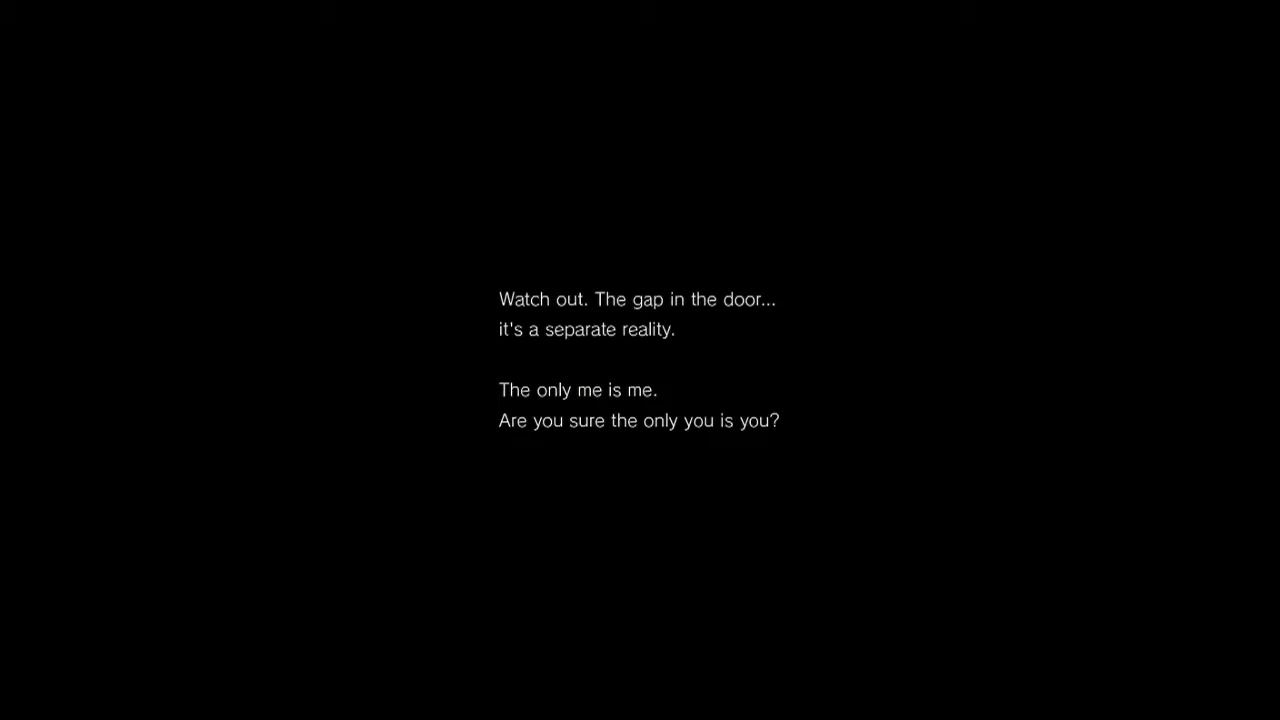 Watch out. The gap in the door...
it's a separate reality.
The only me is me.
Are you sure the only you is you?